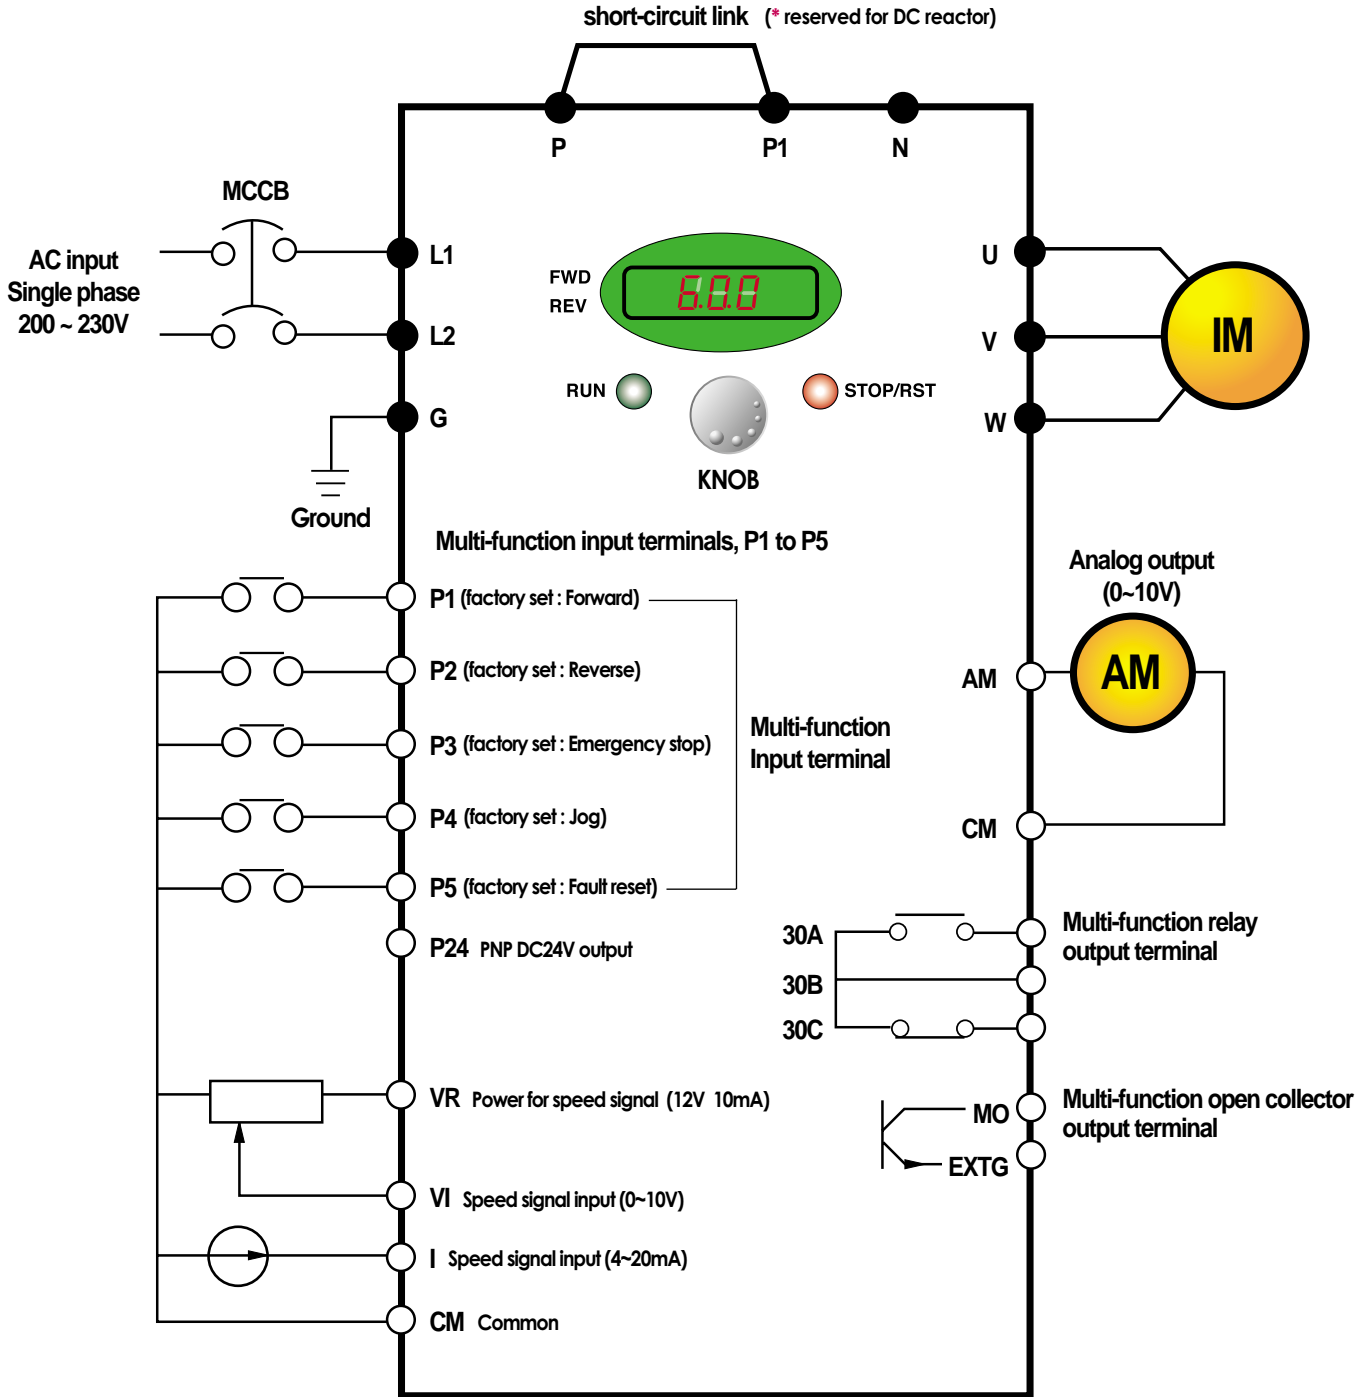 short-circuit link (* reserved for DC reactor)
P
P1
N
MCCB
AC input
Single phase
200 ~ 230V
L1
L2
G
Ground
FWD
REV
6.0.0
RUN
STOP/RST
KNOB
U
V
W
IM
Multi-function input terminals, P1 to P5
P1 (factory set : Forward)
P2 (factory set : Reverse)
P3 (factory set : Emergency stop)
P4 (factory set : Jog)
P5 (factory set : Fault reset)
Multi-function
Input terminal
P24 PNP DC24V output
VR Power for speed signal (12V 10mA)
VI Speed signal input (0~10V)
I Speed signal input (4~20mA)
CM Common
Analog output
(0~10V)
AM
AM
CM
30A
30B
30C
Multi-function relay
output terminal
MO
EXTG
Multi-function open collector
output terminal